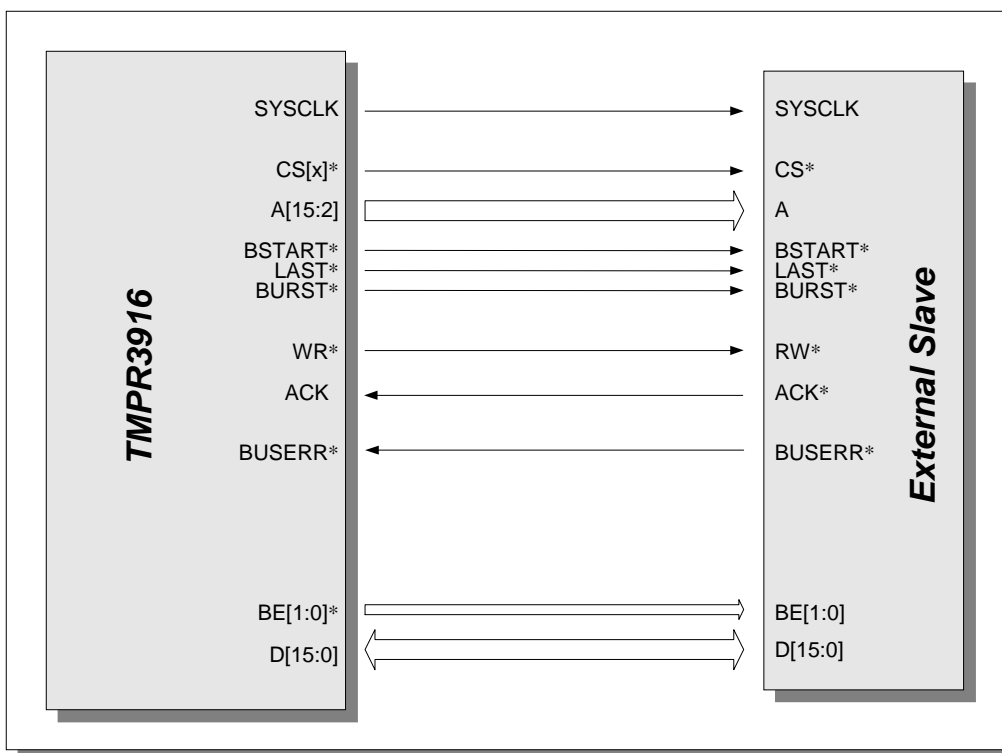 TMPR3916
SYSCLK
CS[x]*
A[15:2]
BSTART*
LAST*
BURST*
WR*
ACK
BUSERR*
BE[1:0]*
D[15:0]
SYSCLK
CS*
A
BSTART*
LAST*
BURST*
RW*
ACK*
BUSERR*
BE[1:0]
D[15:0]
External Slave